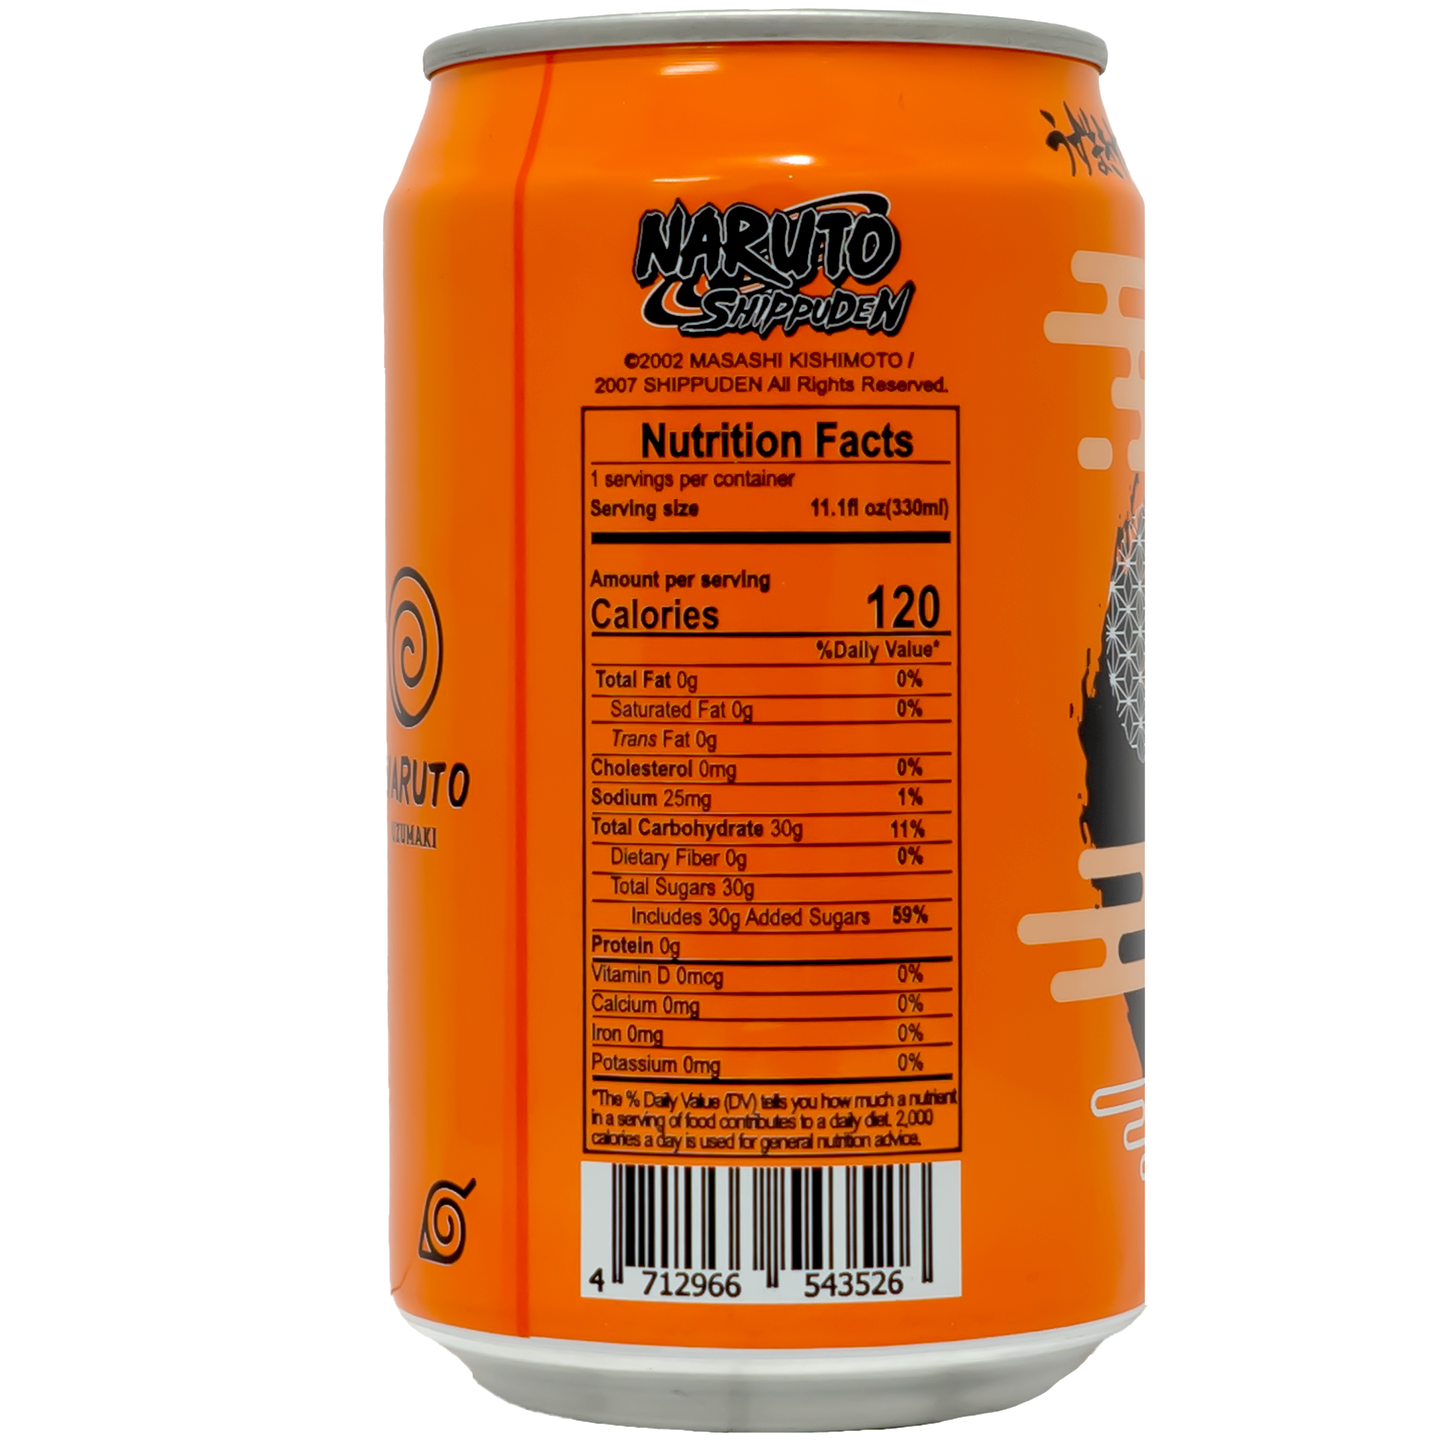 NARUTO
SHIPPUDEN
©2002 MASASHI KISHIMOTO /
2007 SHIPPUDEN All Rights Reserved.
Nutrition Facts
1 servings per container
Serving size 11.1fl oz(330ml)
Amount per serving
Calories 120
%Daily Value*
Total Fat 0g 0%
Saturated Fat 0g 0%
Trans Fat 0g
Cholesterol 0mg 0%
Sodium 25mg 1%
Total Carbohydrate 30g 11%
Dietary Fiber 0g 0%
Total Sugars 30g
Includes 30g Added Sugars 59%
Protein 0g
Vitamin D 0mcg 0%
Calcium 0mg 0%
Iron 0mg 0%
Potassium 0mg 0%
*The % Daily Value (DV) tells you how much a nutrient
in a serving of food contributes to a daily diet. 2,000
calories a day is used for general nutrition advice.
4 712966 543526
NARUTO
UZUMAKI